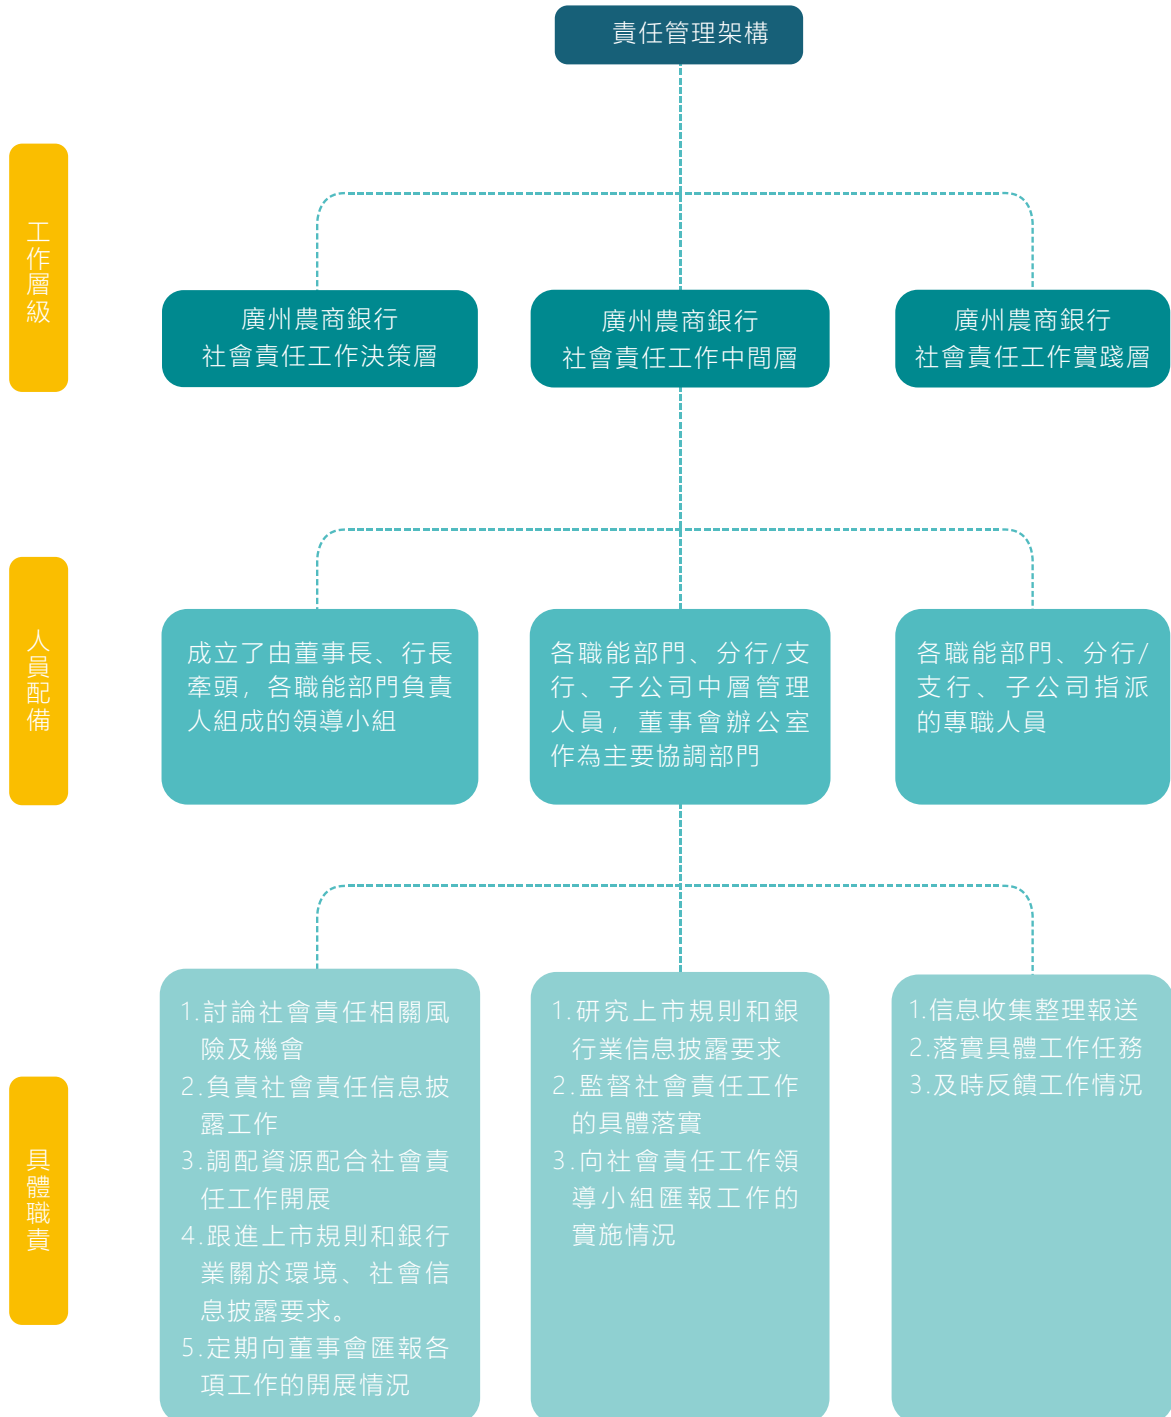 責任管理架構
工作層級
廣州農商銀行
社會責任工作決策層
廣州農商銀行
社會責任工作中間層
廣州農商銀行
社會責任工作實踐層
人員配備
成立了由董事長、行長
牽頭，各職能部門負責
人組成的領導小組
各職能部門、分行/支
行、子公司中層管理
人員，董事會辦公室
作為主要協調部門
各職能部門、分行/
支行、子公司指派
的專職人員
具體職責
1.討論社會責任相關風
險及機會
2.負責社會責任信息披
露工作
3.調配資源配合社會責
任工作開展
4.跟進上市規則和銀行
業關於環境、社會信
息披露要求。
5.定期向董事會匯報各
項工作的開展情況
1.研究上市規則和銀
行業信息披露要求
2.監督社會責任工作
的具體落實
3.向社會責任工作領
導小組匯報工作的
實施情況
1.信息收集整理報送
2.落實具體工作任務
3.及時反饋工作情況